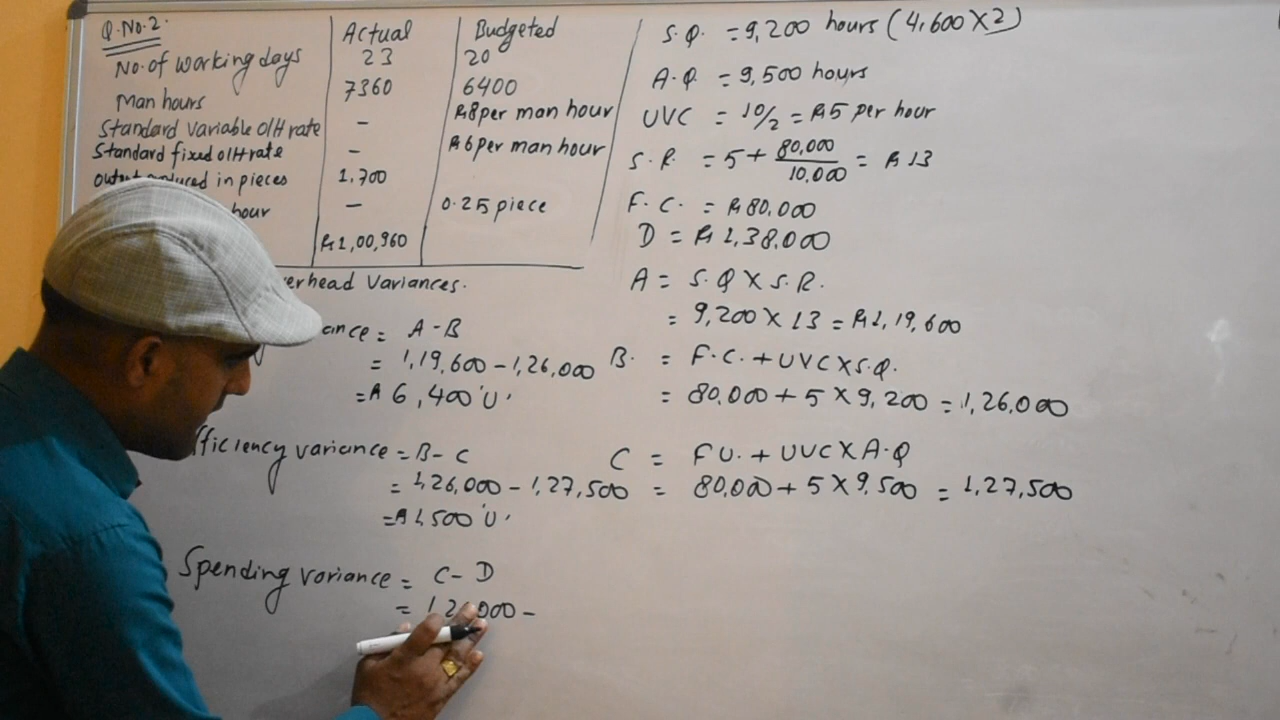 Q.No.2.
Actual Budgeted
No. of working days 23 20
Man hours 7360 6400
Standard variable O/H rate – ₨8 per man hour
Standard fixed O/H rate – ₨6 per man hour
in pieces 1,700
hour – 0.25 piece
₨1,00,960
erhead Variances.
ance = A-B
= 1,19,600 - 1,26,000
= ₨ 6,400 'U'
fficiency variance = B-C
= 1,26,000 - 1,27,500
= ₨1,500 'U'
Spending variance = C-D
S.Q. = 9,200 hours (4,600×2)
A.Q. = 9,500 hours
UVC = 10/2 = ₨5 per hour
S.R. = 5 + 80,000/10,000 = ₨13
F.C. = ₨80,000
D = ₨1,38,000
A = S.Q × S.R.
= 9,200 × 13 = ₨1,19,600
B. = F.C. + UVC × S.Q.
= 80,000 + 5 × 9,200 = 1,26,000
C = FU. + UVC × A.Q
= 80,000 + 5 × 9,500 = 1,27,500